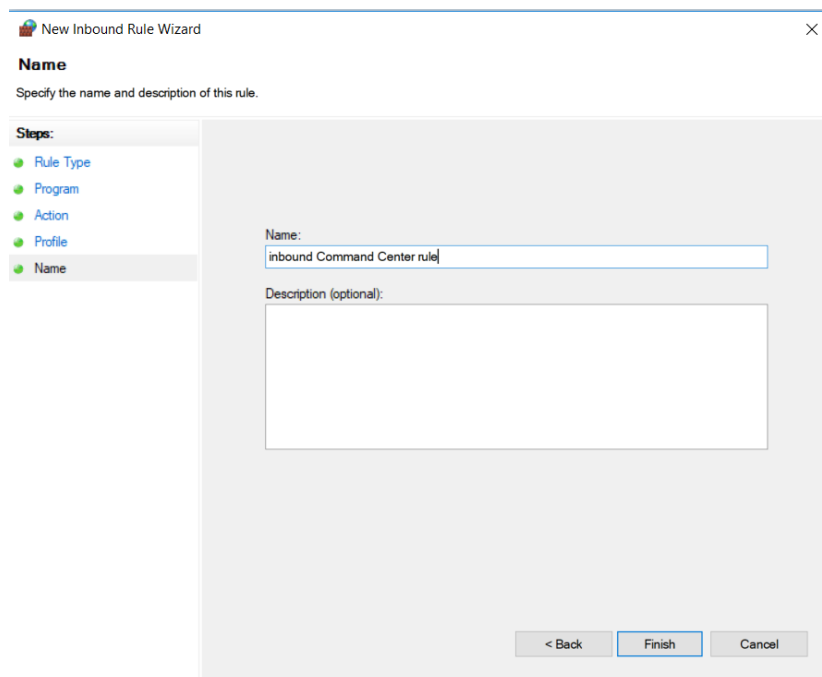 New Inbound Rule Wizard
Name
Specify the name and description of this rule.
Steps:
Rule Type
Program
Action
Profile
Name
Name:
inbound Command Center rule
Description (optional):
< Back
Finish
Cancel